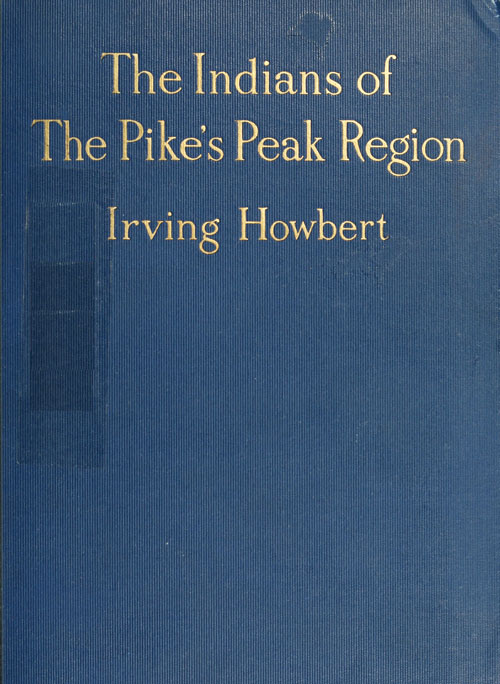 The Indians of
The Pike's Peak Region
Irving Howbert